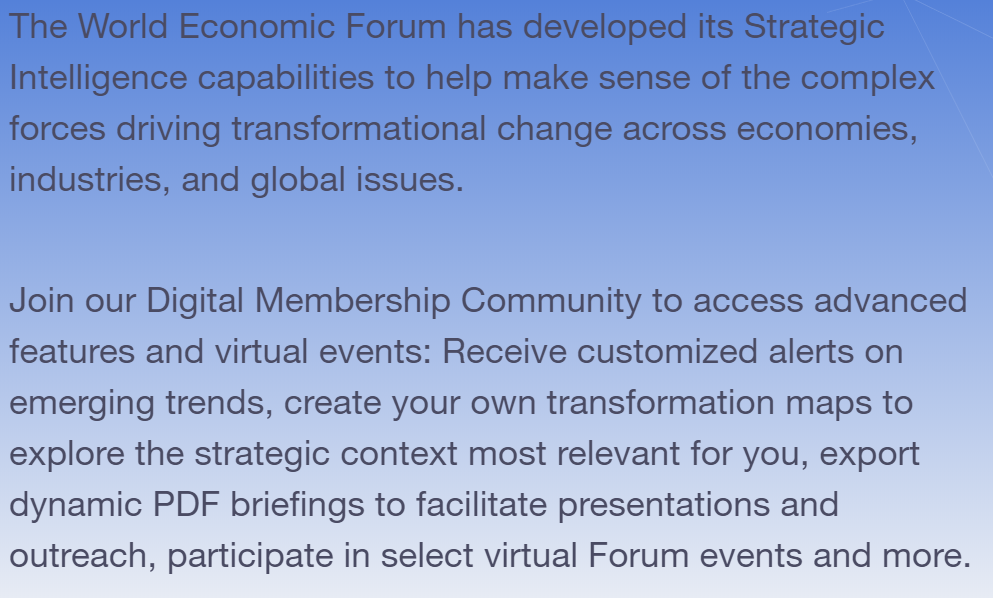 The World Economic Forum has developed its Strategic
Intelligence capabilities to help make sense of the complex
forces driving transformational change across economies,
industries, and global issues.
Join our Digital Membership Community to access advanced
features and virtual events: Receive customized alerts on
emerging trends, create your own transformation maps to
explore the strategic context most relevant for you, export
dynamic PDF briefings to facilitate presentations and
outreach, participate in select virtual Forum events and more.